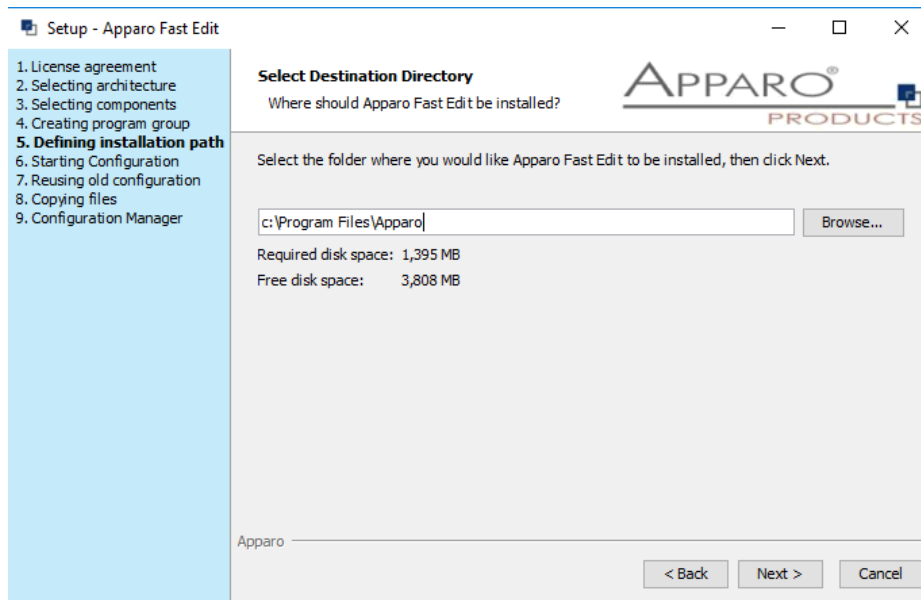 Setup - Apparo Fast Edit
1. License agreement
2. Selecting architecture
3. Selecting components
4. Creating program group
5. Defining installation path
6. Starting Configuration
7. Reusing old configuration
8. Copying files
9. Configuration Manager
Select Destination Directory
Where should Apparo Fast Edit be installed?
APPARO®
PRODUCTS
Select the folder where you would like Apparo Fast Edit to be installed, then click Next.
c:\Program Files\Apparo
Browse...
Required disk space: 1,395 MB
Free disk space: 3,808 MB
Apparo
< Back Next > Cancel